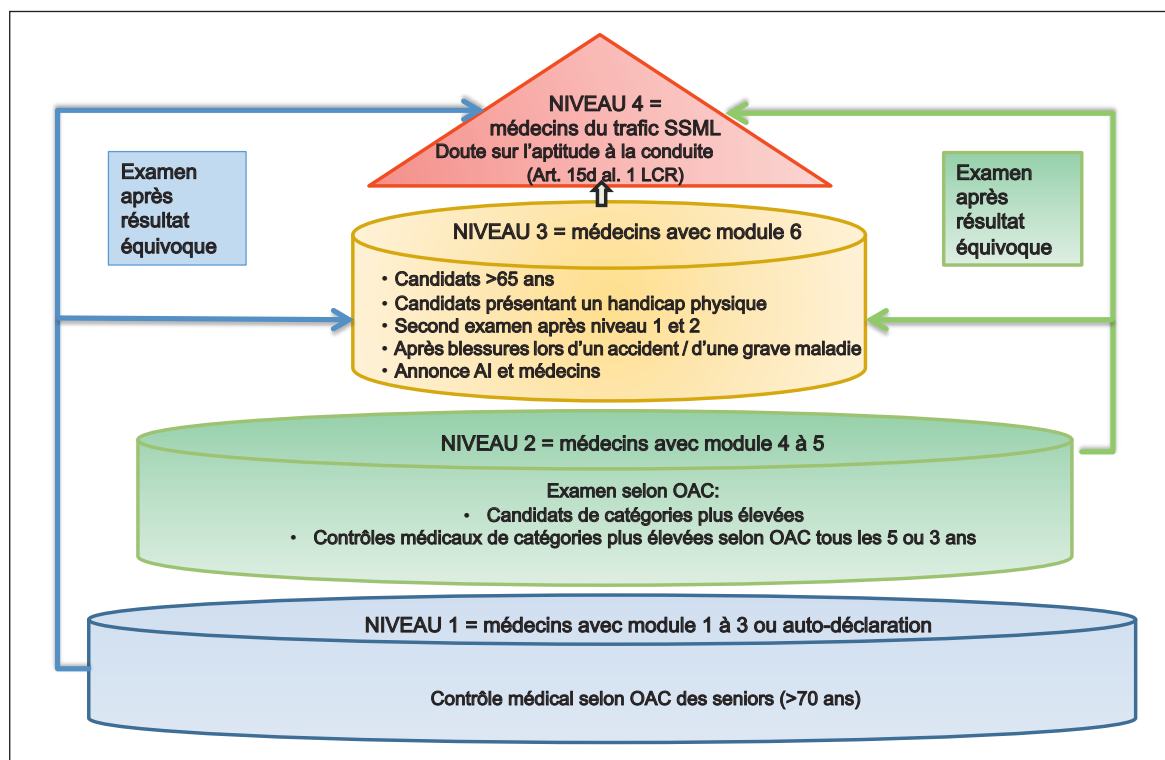 NIVEAU 4 =
médecins du trafic SSML
Doute sur l’aptitude à la conduite
(Art. 15d al. 1 LCR)
Examen
après
résultat
équivoque
Examen
après
résultat
équivoque
NIVEAU 3 = médecins avec module 6
• Candidats >65 ans
• Candidats présentant un handicap physique
• Second examen après niveau 1 et 2
• Après blessures lors d’un accident / d’une grave maladie
• Annonce AI et médecins
NIVEAU 2 = médecins avec module 4 à 5
Examen selon OAC:
• Candidats de catégories plus élevées
• Contrôles médicaux de catégories plus élevées selon OAC tous les 5 ou 3 ans
NIVEAU 1 = médecins avec module 1 à 3 ou auto-déclaration
Contrôle médical selon OAC des seniors (>70 ans)